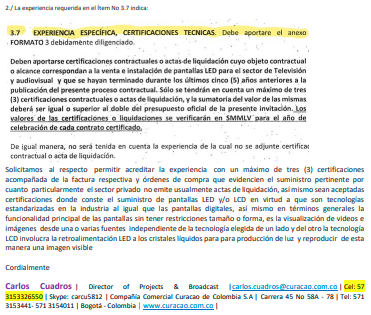 2./ La experiencia requerida en el Ítem No 3.7 indica:
3.7 EXPERIENCIA ESPECÍFICA, CERTIFICACIONES TECNICAS. Debe aportar el anexo
FORMATO 3 debidamente diligenciado.
Deben aportarse certificaciones contractuales o actas de liquidación cuyo objeto contractual
o alcance correspondan a la venta e instalación de pantallas LED para el sector de Televisión
y audiovisual y que se hayan terminado durante los últimos cinco (5) años anteriores a la
publicación del presente proceso contractual. Sólo se tendrán en cuenta un máximo de tres
(3) certificaciones contractuales o actas de liquidación, y la sumatoria del valor de las mismas
deberá ser igual o superior al doble del presupuesto oficial de la presente invitación. Los
valores de las certificaciones o liquidaciones se verificarán en SMMLV para el año de
celebración de cada contrato certificado.
De igual manera, no será tenida en cuenta la experiencia de la cual no se adjunte certificación
contractual o acta de liquidación.
Solicitamos al respecto permitir acreditar la experiencia con un máximo de tres (3) certificaciones
acompañada de la factura respectiva y órdenes de compra que evidencien el suministro pertinente por
cuanto particularmente el sector privado no emite usualmente actas de liquidación, así mismo sean aceptadas
certificaciones donde conste el suministro de pantallas LED y/o LCD en virtud a que son tecnologías
estandarizadas en la industria al igual que las pantallas digitales, así mismo en términos generales la
funcionalidad principal de las pantallas sin tener restricciones tamaño o forma, es la visualización de videos e
imágenes desde una o varias fuentes independiente de la tecnología elegida de un lado y del otro la tecnología
LCD involucra la retroalimentación LED a los cristales líquidos para para producción de luz y reproducir de esta
manera una imagen visible
Cordialmente
Carlos Cuadros | Director of Projects & Broadcast |carlos.cuadros@curacao.com.co | Cel: 57
3153326550 | Skype: carcu5812 | Compañía Comercial Curacao de Colombia S.A | Carrera 45 No 58A - 78 | Tel: 571
3153441- 571 3154011 | Bogotá - Colombia | www.curacao.com.co |